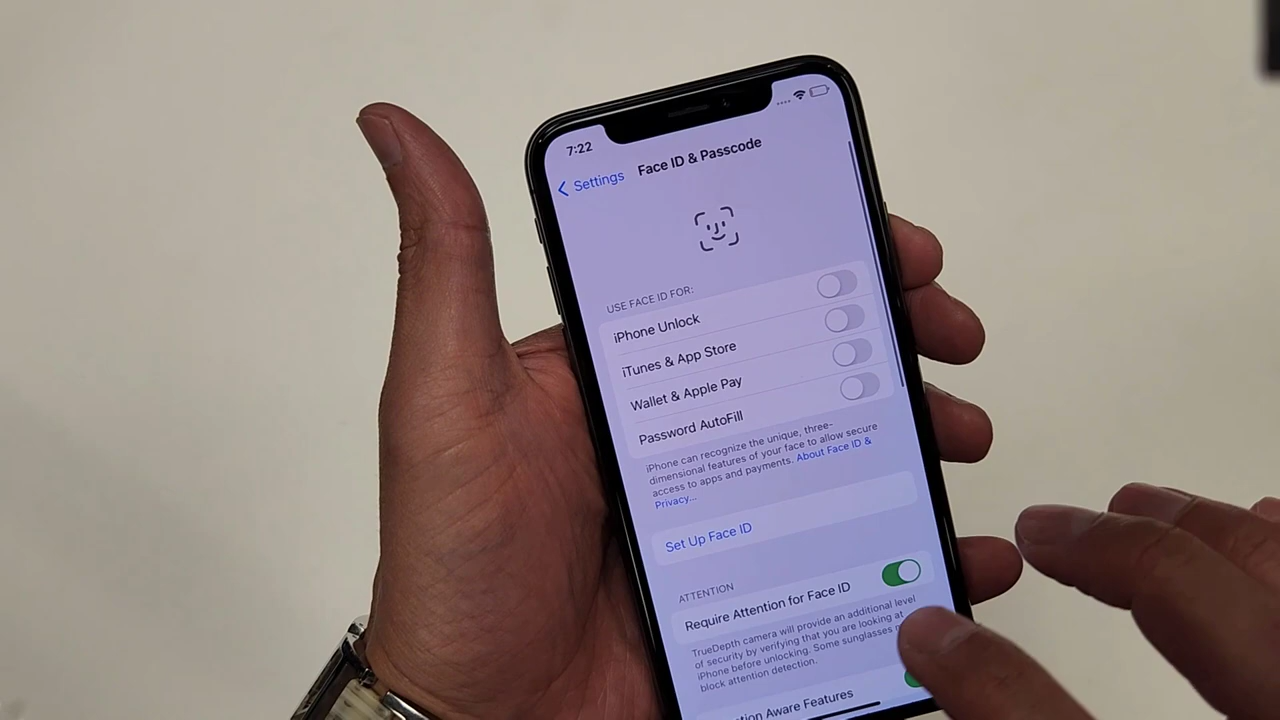 7:22
Settings
Face ID & Passcode
USE FACE ID FOR:
iPhone Unlock
iTunes & App Store
Wallet & Apple Pay
Password AutoFill
iPhone can recognize the unique, three-
dimensional features of your face to allow secure
access to apps and payments. About Face ID &
Privacy...
Set Up Face ID
ATTENTION
Require Attention for Face ID
TrueDepth camera will provide an additional level
of security by verifying that you are looking at
iPhone before unlocking. Some sunglasses
block attention detection.
Aware Features